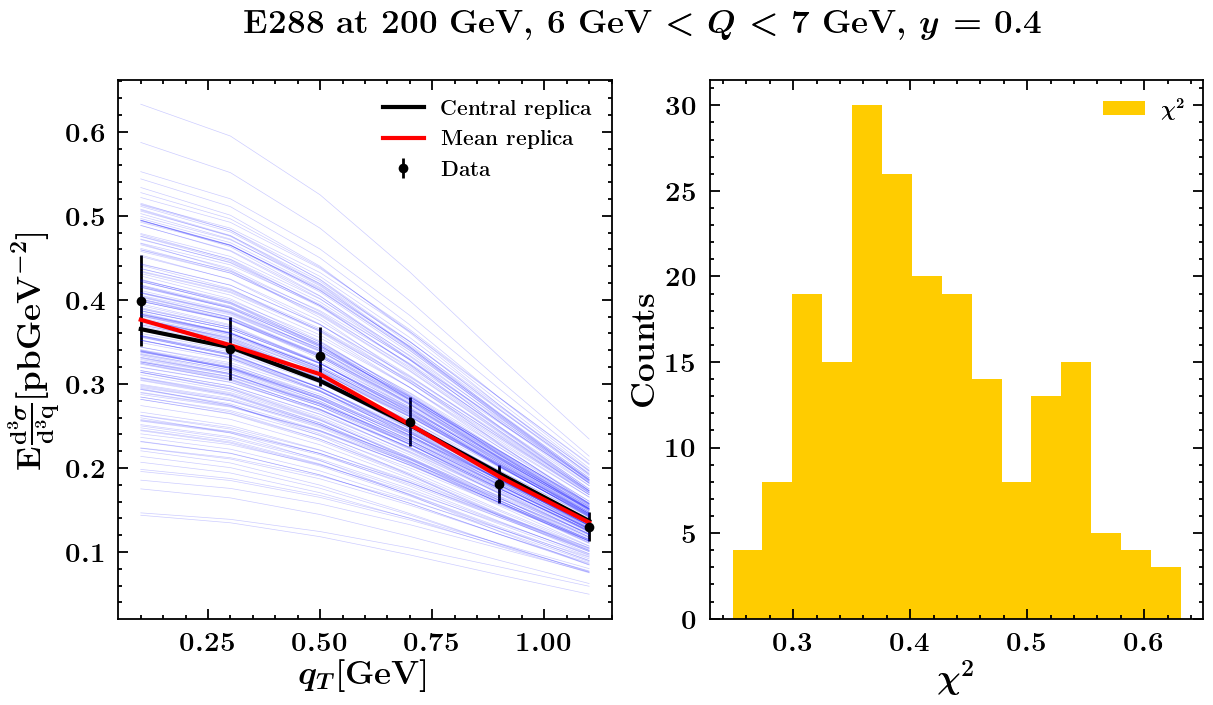 E288 at 200 GeV, 6 GeV < Q < 7 GeV, y = 0.4
Central replica
Mean replica
Data
0.6
0.5
0.4
0.3
0.2
0.1
E d³σ/d³q [pbGeV⁻²]
0.25 0.50 0.75 1.00
q_T[GeV]
χ²
30
25
20
15
10
5
0
Counts
0.3 0.4 0.5 0.6
χ²